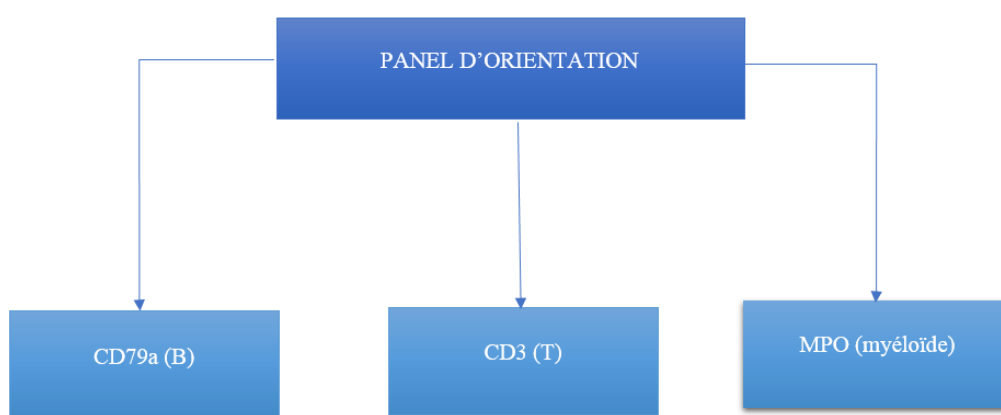 PANEL D’ORIENTATION
CD79a (B)
CD3 (T)
MPO (myéloïde)